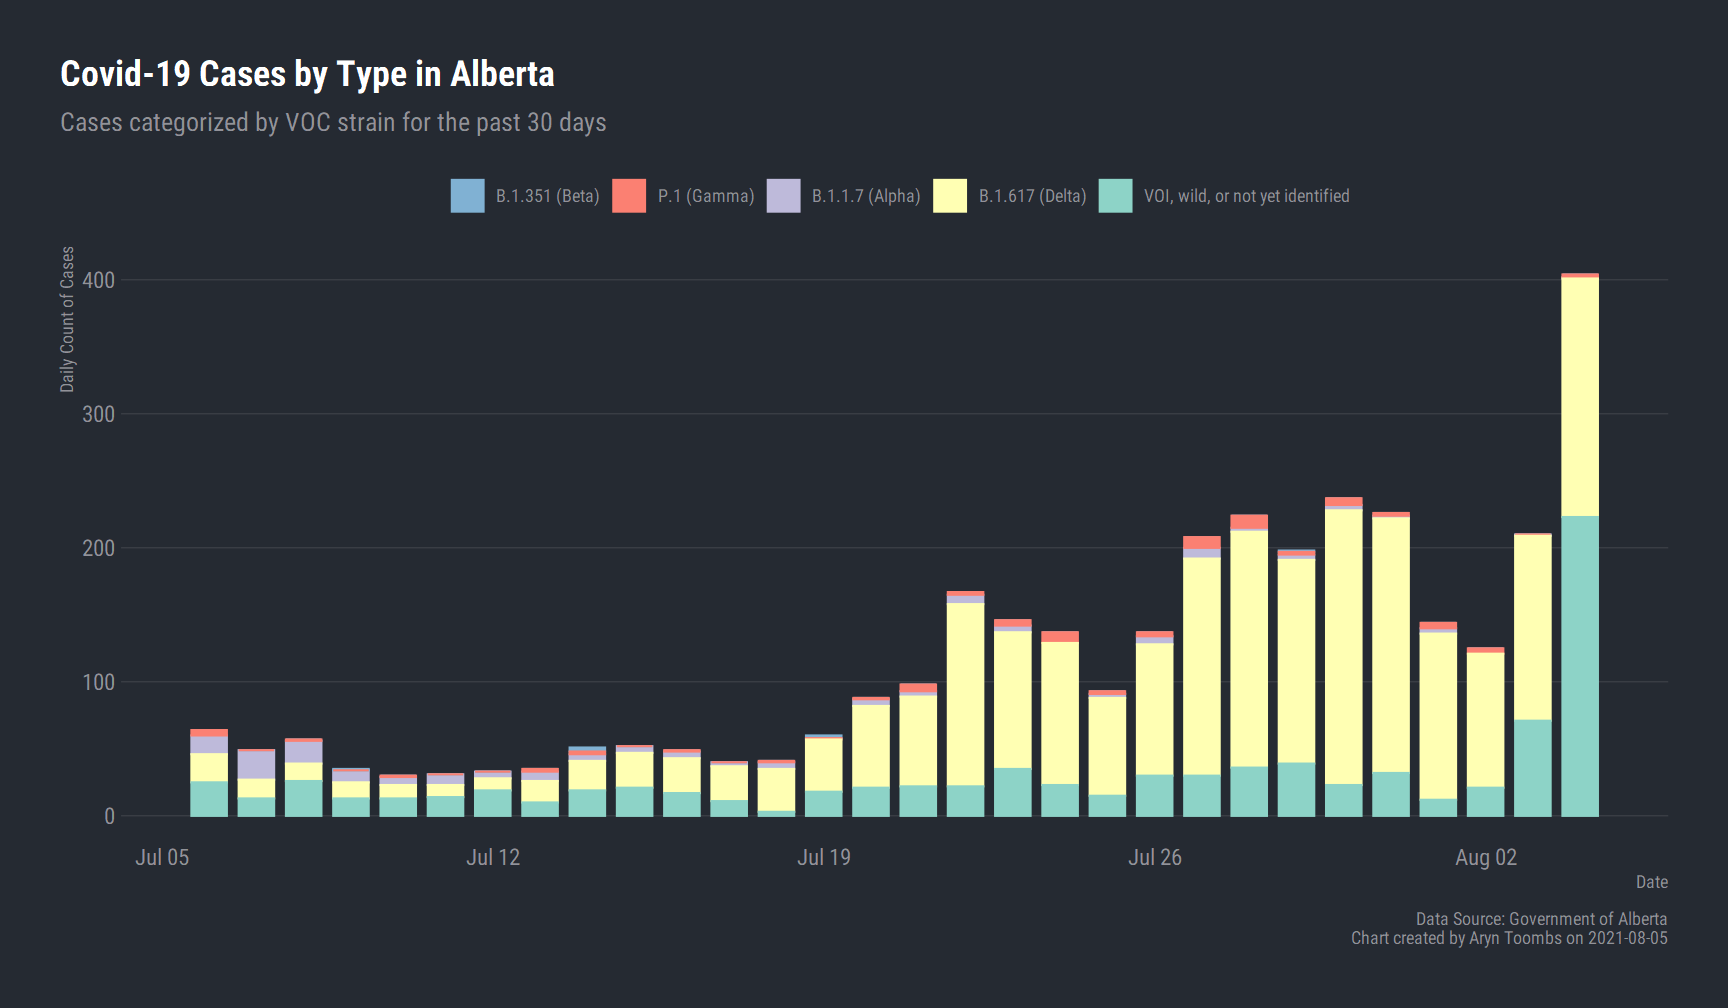 Covid-19 Cases by Type in Alberta
Cases categorized by VOC strain for the past 30 days
B.1.351 (Beta) P.1 (Gamma) B.1.1.7 (Alpha) B.1.617 (Delta) VOI, wild, or not yet identified
Daily Count of Cases
400
300
200
100
0
Jul 05 Jul 12 Jul 19 Jul 26 Aug 02
Date
Data Source: Government of Alberta
Chart created by Aryn Toombs on 2021-08-05